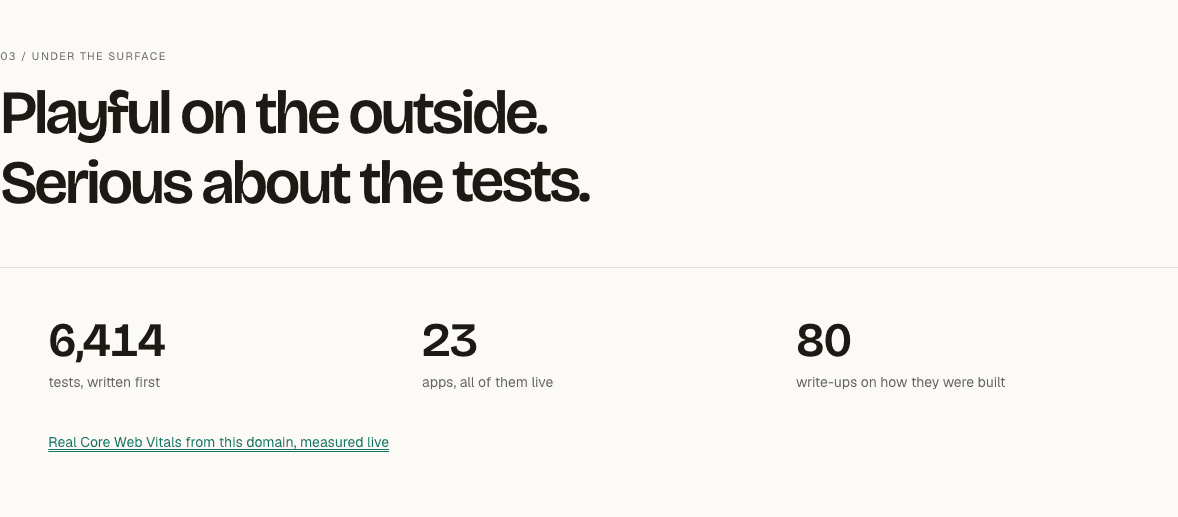 03 / UNDER THE SURFACE
Playful on the outside.
Serious about the tests.
6,414
tests, written first
23
apps, all of them live
80
write-ups on how they were built
Real Core Web Vitals from this domain, measured live